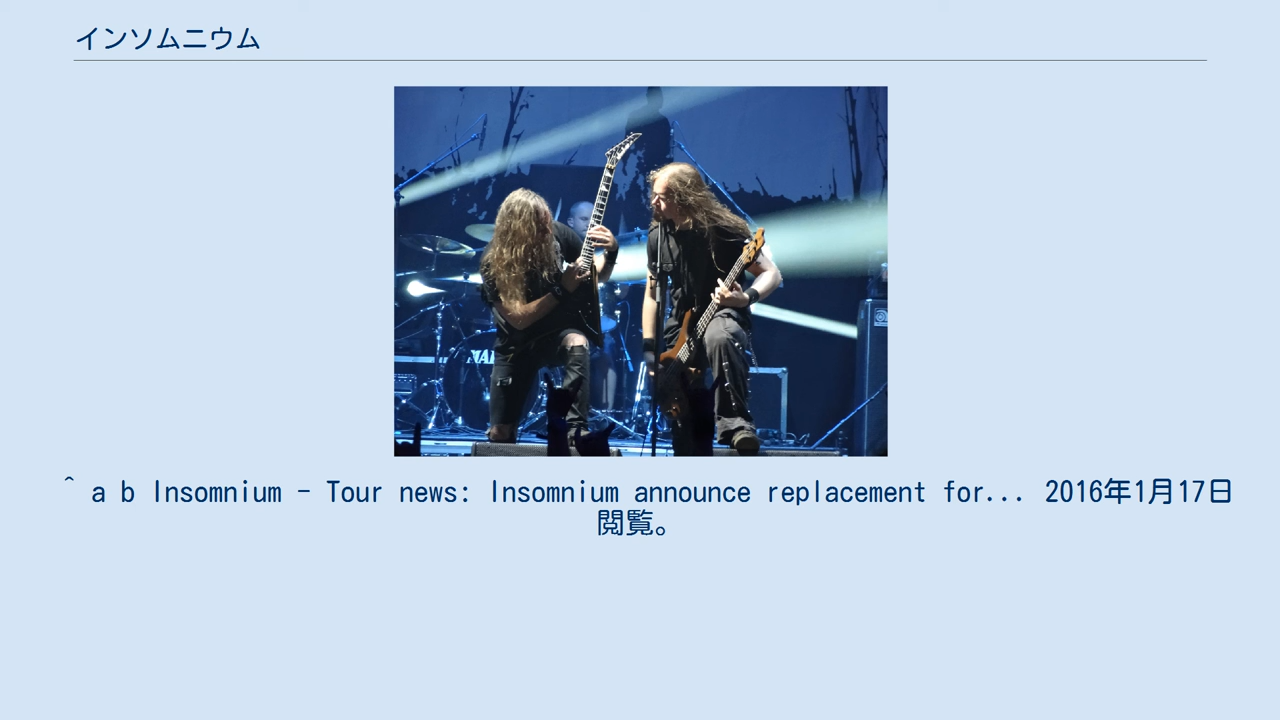 インソムニウム
^ a b Insomnium - Tour news: Insomnium announce replacement for... 2016年1月17日
閲覧。